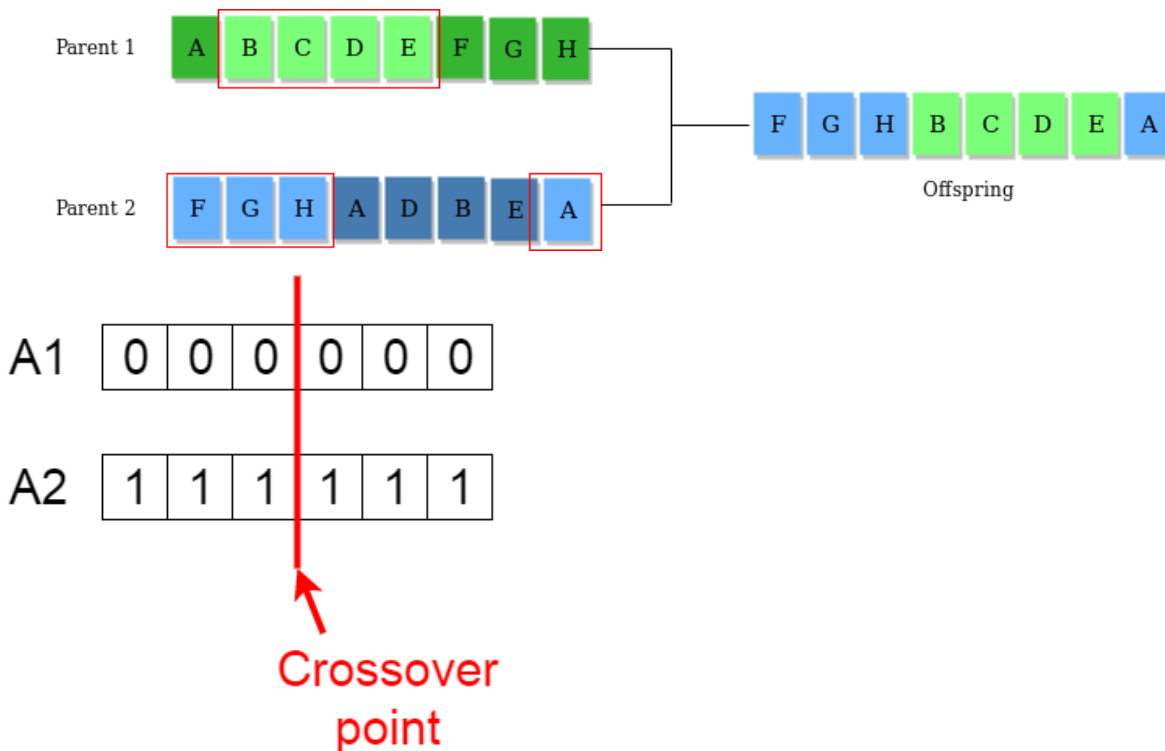 Parent 1 A B C D E F G H
F G H B C D E A
Offspring
Parent 2 F G H A D B E A
A1 0 0 0 0 0 0
A2 1 1 1 1 1 1
Crossover
point